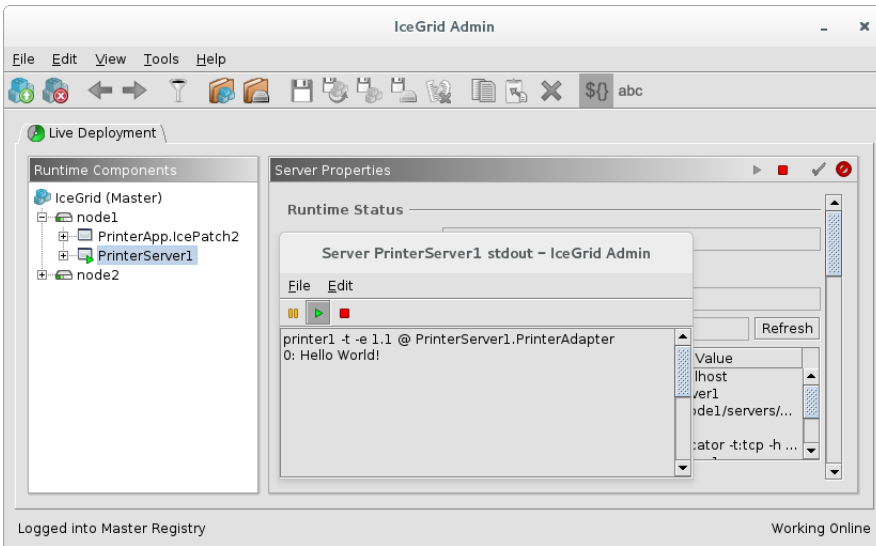 IceGrid Admin
File Edit View Tools Help
${} abc
Live Deployment
Runtime Components
Server Properties
IceGrid (Master)
node1
PrinterApp.IcePatch2
PrinterServer1
node2
Runtime Status
Server PrinterServer1 stdout – IceGrid Admin
File Edit
printer1 -t -e 1.1 @ PrinterServer1.PrinterAdapter
0: Hello World!
Refresh
Value
lhost
ver1
ode1/servers/...
cator -t:tcp -h ...
Logged into Master Registry
Working Online